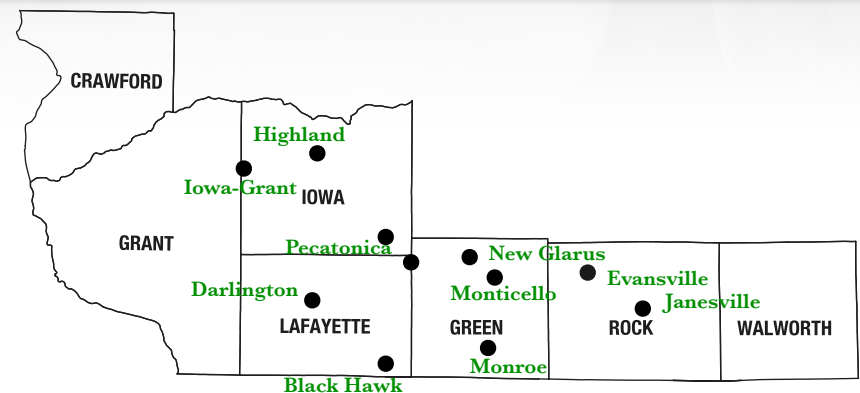 CRAWFORD
Highland
Iowa-Grant
IOWA
GRANT
Pecatonica
New Glarus
Evansville
Darlington
Monticello
Janesville
LAFAYETTE
GREEN
ROCK
WALWORTH
Monroe
Black Hawk